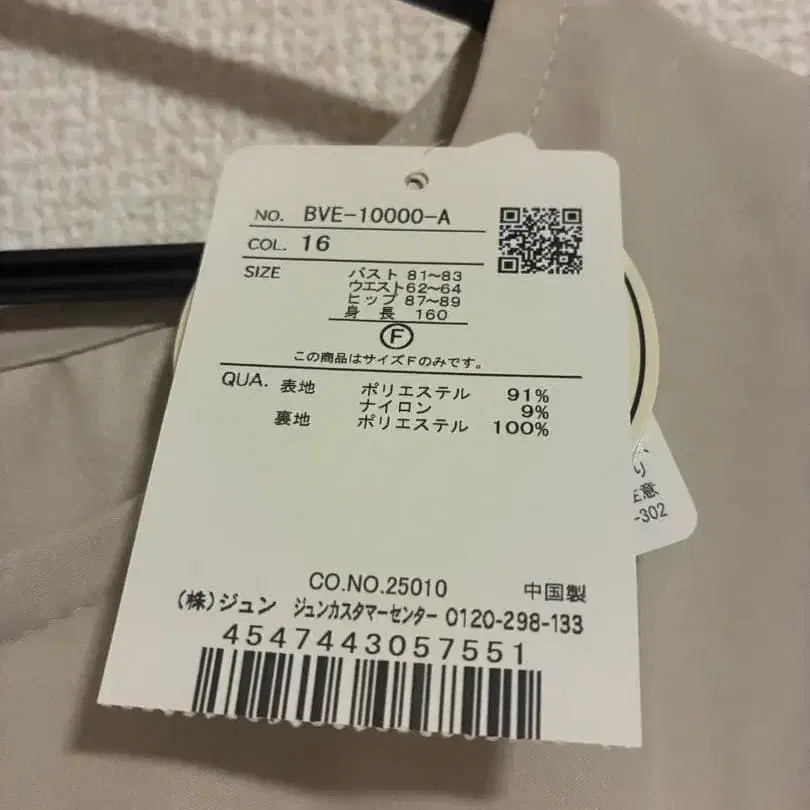 NO. BVE-10000-A
COL. 16
SIZE バスト 81~83
ウエスト62~64
ヒップ 87~89
身 長 160
F
この商品はサイズFのみです。
QUA. 表地 ポリエステル 91%
ナイロン 9%
裏地 ポリエステル 100%
り
注意
-302
CO.NO.25010 中国製
(株)ジュン ジュンカスタマーセンター 0120-298-133
4547443057551